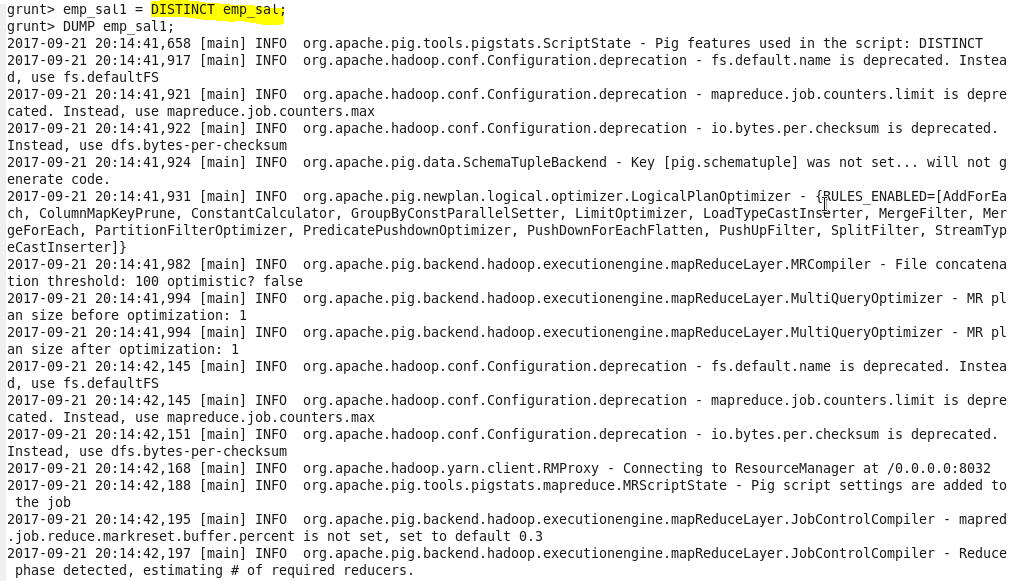 grunt> emp_sal1 = DISTINCT emp_sal;
grunt> DUMP emp_sal1;
2017-09-21 20:14:41,658 [main] INFO  org.apache.pig.tools.pigstats.ScriptState - Pig features used in the script: DISTINCT
2017-09-21 20:14:41,917 [main] INFO  org.apache.hadoop.conf.Configuration.deprecation - fs.default.name is deprecated. Instea
d, use fs.defaultFS
2017-09-21 20:14:41,921 [main] INFO  org.apache.hadoop.conf.Configuration.deprecation - mapreduce.job.counters.limit is depre
cated. Instead, use mapreduce.job.counters.max
2017-09-21 20:14:41,922 [main] INFO  org.apache.hadoop.conf.Configuration.deprecation - io.bytes.per.checksum is deprecated.
Instead, use dfs.bytes-per-checksum
2017-09-21 20:14:41,924 [main] INFO  org.apache.pig.data.SchemaTupleBackend - Key [pig.schematuple] was not set... will not g
enerate code.
2017-09-21 20:14:41,931 [main] INFO  org.apache.pig.newplan.logical.optimizer.LogicalPlanOptimizer - {RULES_ENABLED=[AddForEa
ch, ColumnMapKeyPrune, ConstantCalculator, GroupByConstParallelSetter, LimitOptimizer, LoadTypeCastInserter, MergeFilter, Mer
geForEach, PartitionFilterOptimizer, PredicatePushdownOptimizer, PushDownForEachFlatten, PushUpFilter, SplitFilter, StreamTyp
eCastInserter]}
2017-09-21 20:14:41,982 [main] INFO  org.apache.pig.backend.hadoop.executionengine.mapReduceLayer.MRCompiler - File concatena
tion threshold: 100 optimistic? false
2017-09-21 20:14:41,994 [main] INFO  org.apache.pig.backend.hadoop.executionengine.mapReduceLayer.MultiQueryOptimizer - MR pl
an size before optimization: 1
2017-09-21 20:14:41,994 [main] INFO  org.apache.pig.backend.hadoop.executionengine.mapReduceLayer.MultiQueryOptimizer - MR pl
an size after optimization: 1
2017-09-21 20:14:42,145 [main] INFO  org.apache.hadoop.conf.Configuration.deprecation - fs.default.name is deprecated. Instea
d, use fs.defaultFS
2017-09-21 20:14:42,145 [main] INFO  org.apache.hadoop.conf.Configuration.deprecation - mapreduce.job.counters.limit is depre
cated. Instead, use mapreduce.job.counters.max
2017-09-21 20:14:42,151 [main] INFO  org.apache.hadoop.conf.Configuration.deprecation - io.bytes.per.checksum is deprecated.
Instead, use dfs.bytes-per-checksum
2017-09-21 20:14:42,168 [main] INFO  org.apache.hadoop.yarn.client.RMProxy - Connecting to ResourceManager at /0.0.0.0:8032
2017-09-21 20:14:42,188 [main] INFO  org.apache.pig.tools.pigstats.mapreduce.MRScriptState - Pig script settings are added to
 the job
2017-09-21 20:14:42,195 [main] INFO  org.apache.pig.backend.hadoop.executionengine.mapReduceLayer.JobControlCompiler - mapred
.job.reduce.markreset.buffer.percent is not set, set to default 0.3
2017-09-21 20:14:42,197 [main] INFO  org.apache.pig.backend.hadoop.executionengine.mapReduceLayer.JobControlCompiler - Reduce
 phase detected, estimating # of required reducers.